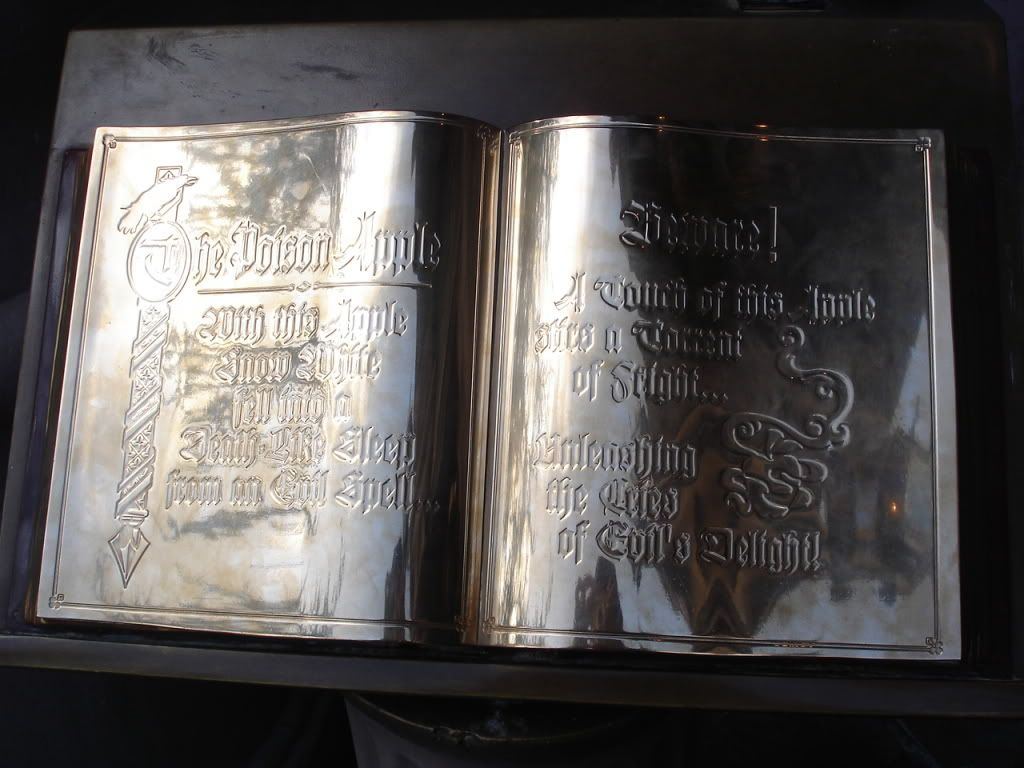 The Poison Apple
With this Apple
Snow White
fell into a
Death-Like Sleep
from an Evil Spell...
Beware!
A Touch of this Apple
stirs a Torrent
of Fright...
Unleashing
the Cries
of Evil's Delight!